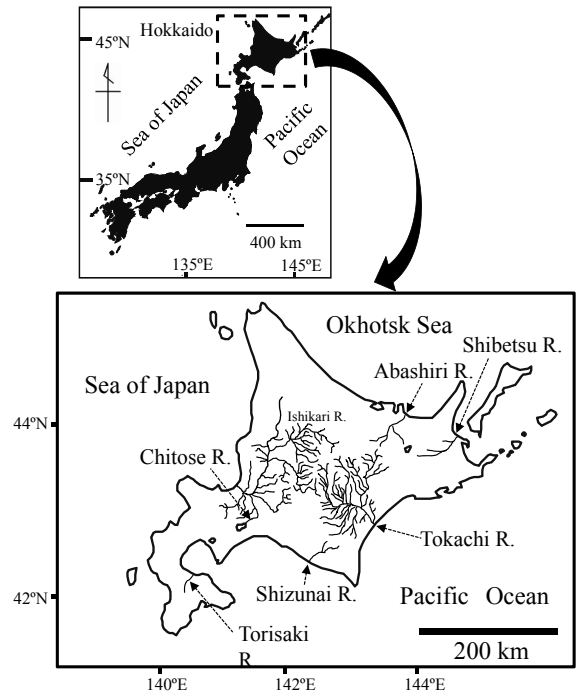 Hokkaido
45ºN
Sea of Japan
Pacific
Ocean
35ºN
400 km
135ºE
145ºE
Okhotsk Sea
Shibetsu R.
Abashiri R.
Sea of Japan
44ºN
Ishikari R.
Chitose R.
Tokachi R.
Shizunai R.
42ºN
Pacific Ocean
Torisaki
R
200 km
140ºE
142ºE
144ºE